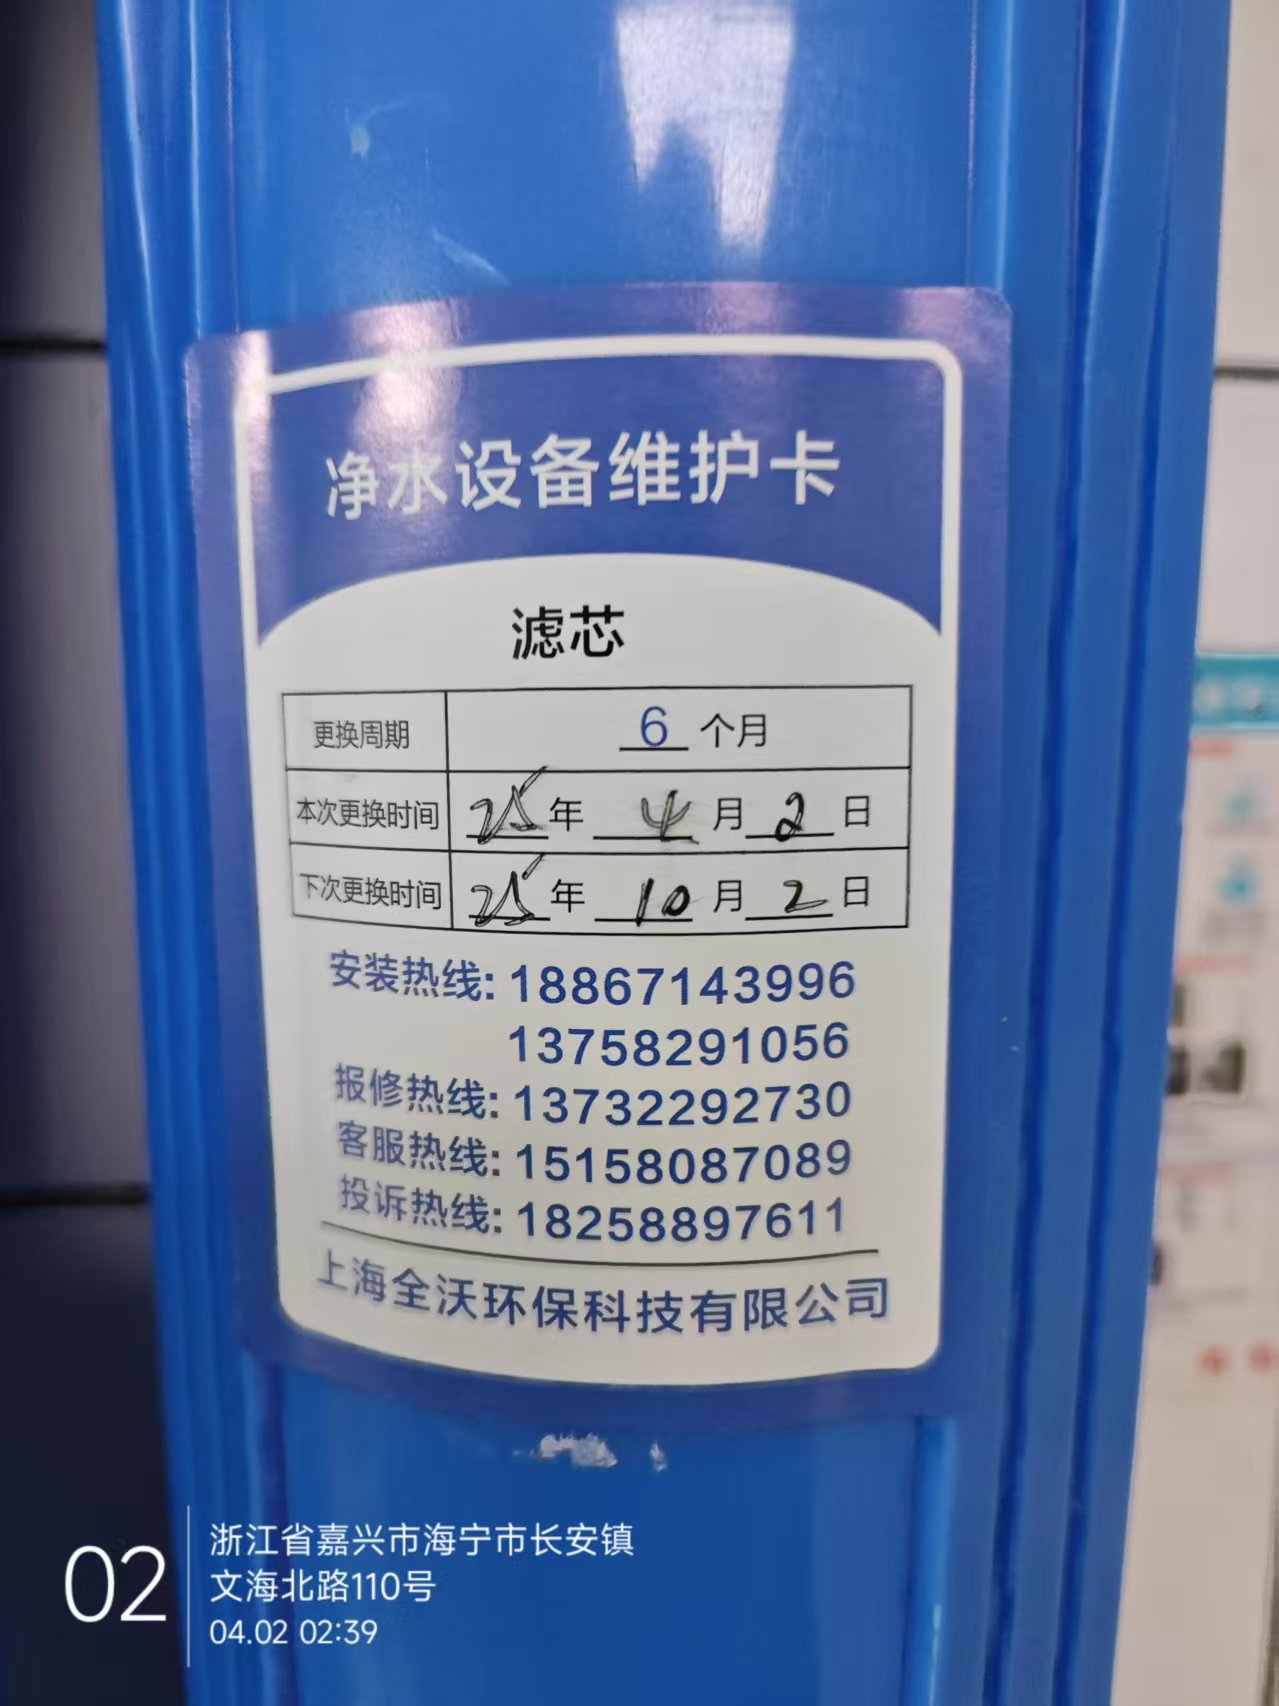 净水设备维护卡
滤芯
更换周期 6 个月
本次更换时间 25年 4 月 2 日
下次更换时间 25年 10 月 2 日
安装热线: 18867143996
13758291056
报修热线: 13732292730
客服热线: 15158087089
投诉热线: 18258897611
上海全沃环保科技有限公司
02
浙江省嘉兴市海宁市长安镇
文海北路110号
04.02 02:39